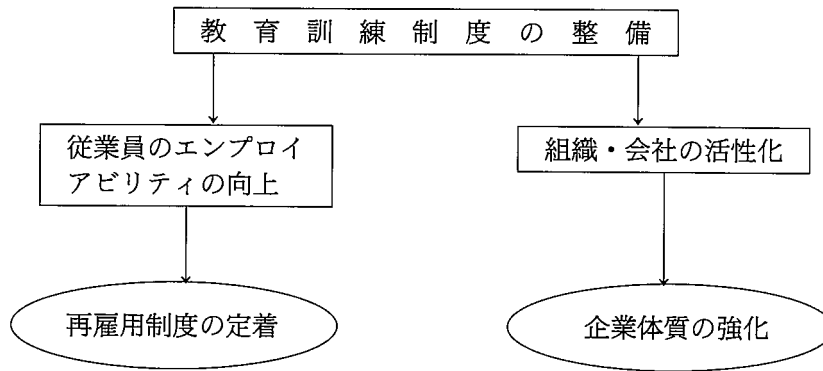 教育訓練制度の整備
従業員のエンプロイ
アビリティの向上
組織・会社の活性化
再雇用制度の定着
企業体質の強化